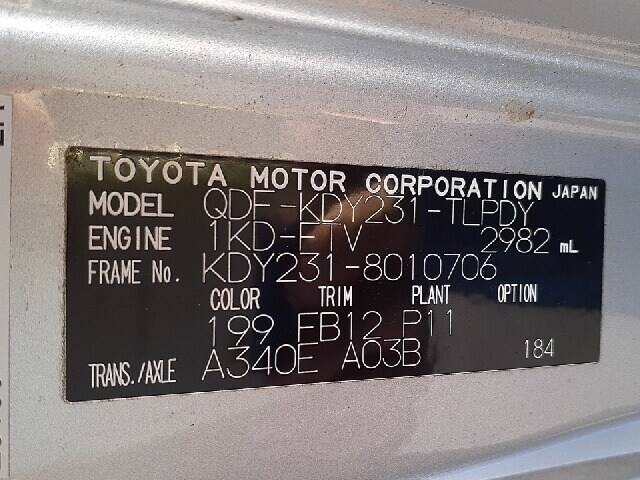 TOYOTA MOTOR CORPORATION JAPAN
MODEL QDF-KDY231-TLPDY
ENGINE 1KD-FTV 2982 mL
FRAME No. KDY231-8010706
COLOR TRIM PLANT OPTION
199 FB12 P11
TRANS./AXLE A340E A03B 184